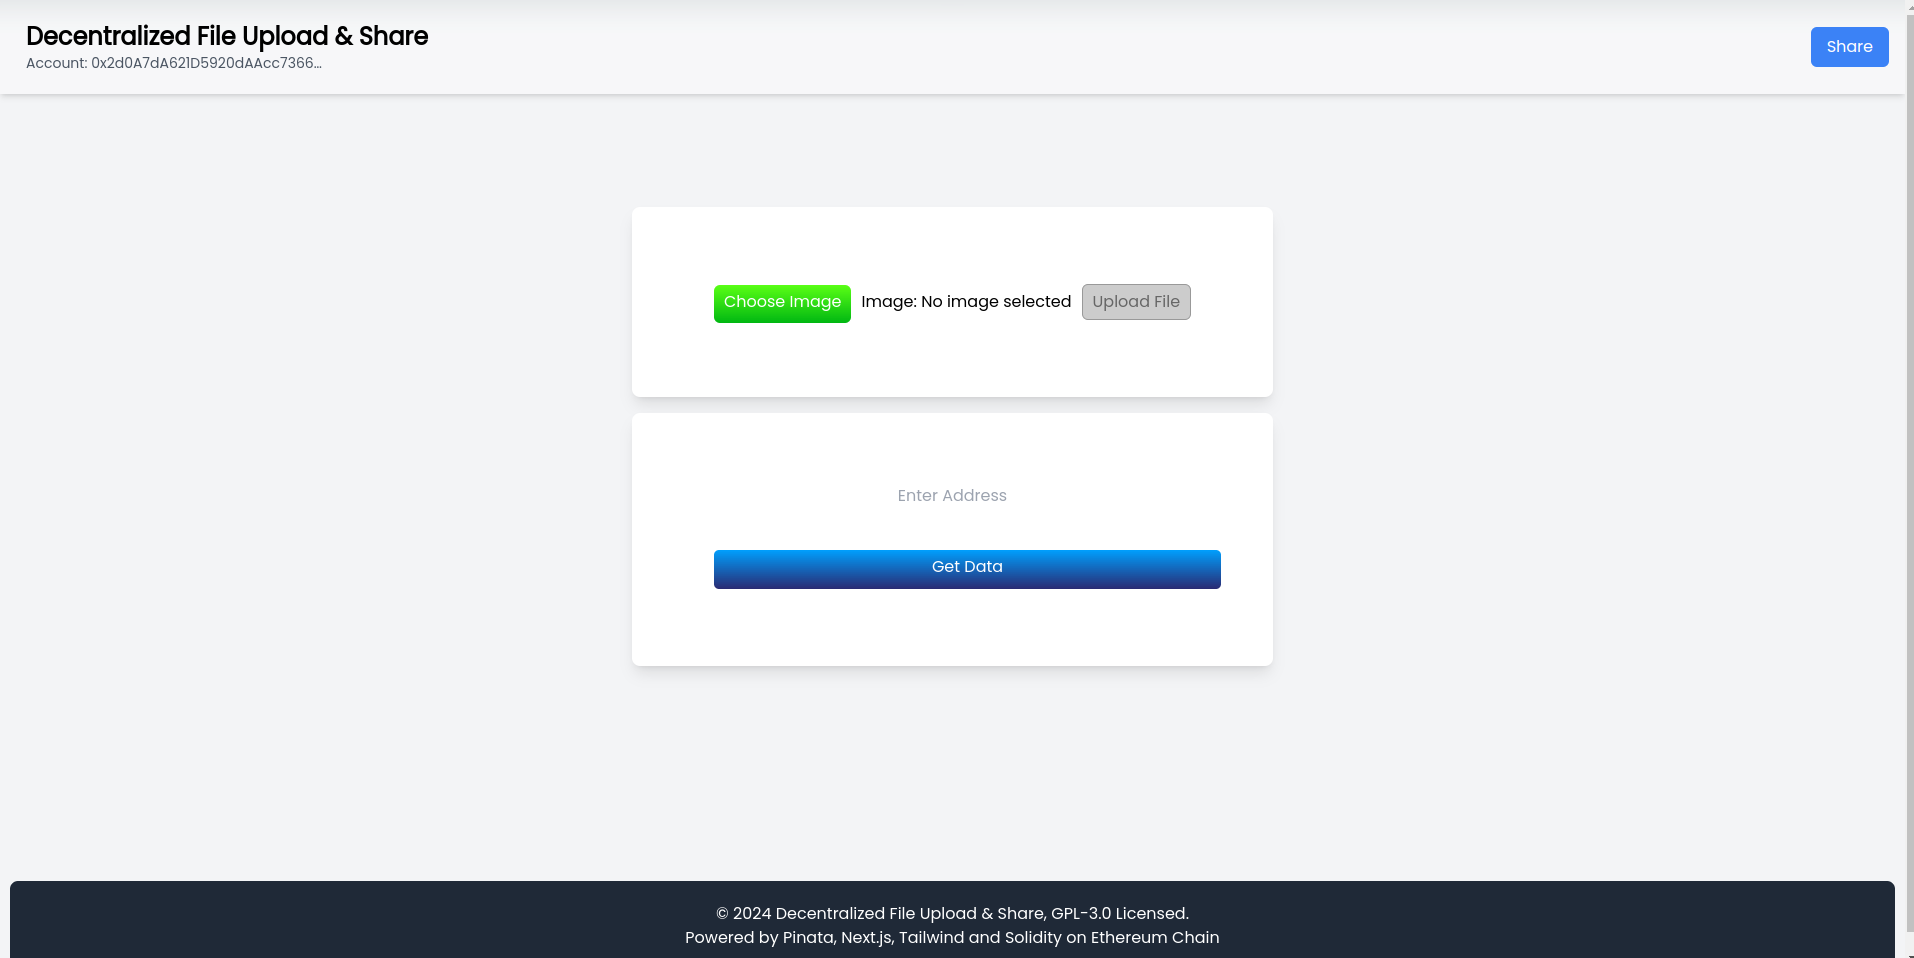 Decentralized File Upload & Share
Account: 0x2d0A7dA621D5920dAAcc7366...
Share
Choose Image
Image: No image selected
Upload File
Enter Address
Get Data
© 2024 Decentralized File Upload & Share, GPL-3.0 Licensed.
Powered by Pinata, Next.js, Tailwind and Solidity on Ethereum Chain